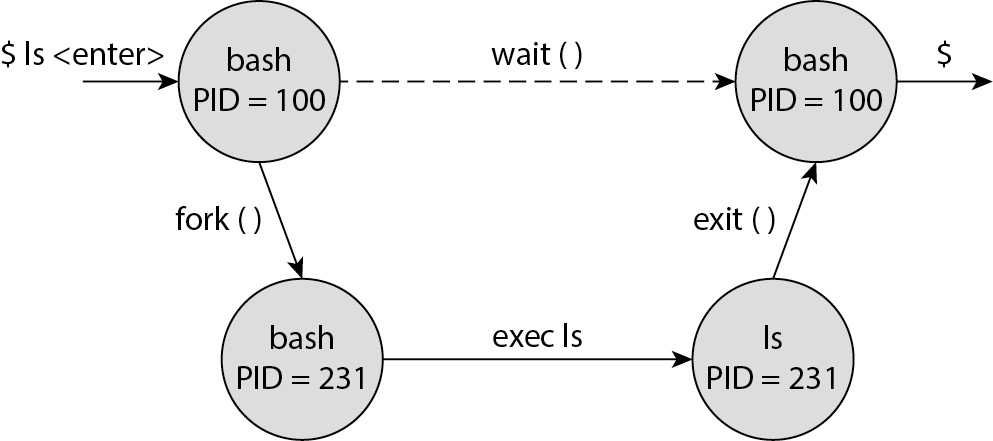 $ ls <enter>
bash
PID = 100
wait ( )
bash
PID = 100
$
fork ( )
exit ( )
bash
PID = 231
exec ls
ls
PID = 231